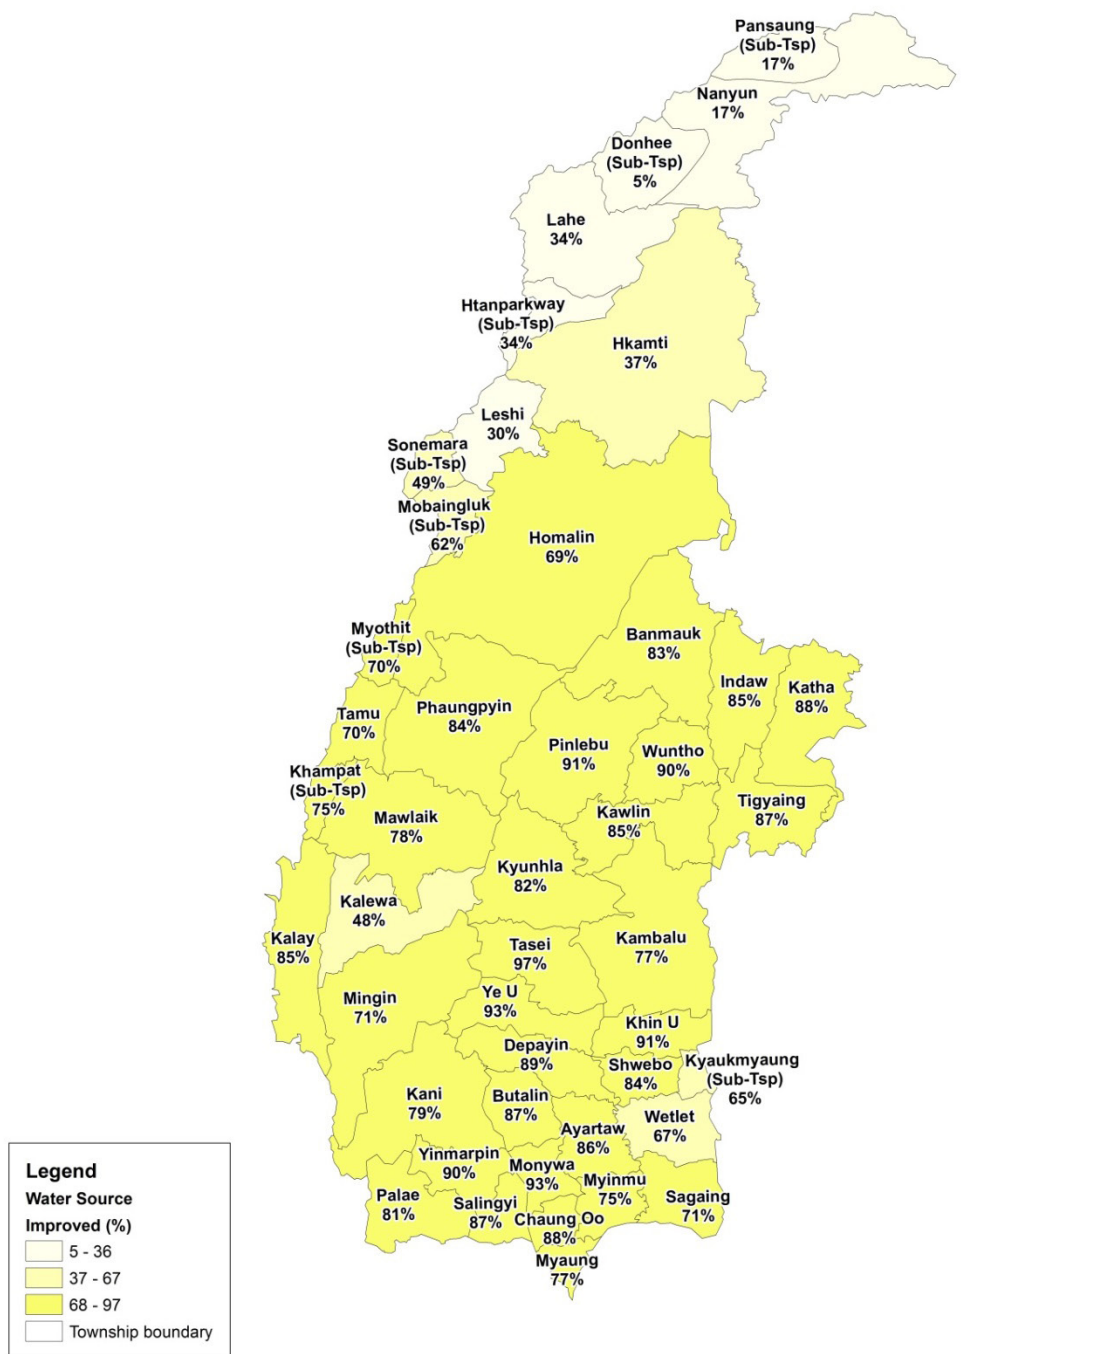 Pansaung
(Sub-Tsp)
17%
Nanyun
17%
Donhee
(Sub-Tsp)
5%
Lahe
34%
Htanparkway
(Sub-Tsp)
34%
Hkamti
37%
Leshi
30%
Sonemara
(Sub-Tsp)
49%
Mobaingluk
(Sub-Tsp)
62%
Homalin
69%
Myothit
(Sub-Tsp)
70%
Banmauk
83%
Indaw
85%
Katha
88%
Tamu
70%
Phaungpyin
84%
Pinlebu
91%
Wuntho
90%
Khampat
(Sub-Tsp)
75%
Mawlaik
78%
Kawlin
85%
Tigyaing
87%
Kyunhla
82%
Kalewa
48%
Kalay
85%
Tasei
97%
Kambalu
77%
Mingin
71%
Ye U
93%
Khin U
91%
Depayin
89%
Shwebo
84%
Kyaukmyaung
(Sub-Tsp)
65%
Kani
79%
Butalin
87%
Ayartaw
86%
Wetlet
67%
Yinmarpin
90%
Monywa
93%
Myinmu
75%
Sagaing
71%
Palae
81%
Salingyi
87%
Chaung Oo
88%
Myaung
77%
Legend
Water Source
Improved (%)
5 - 36
37 - 67
68 - 97
Township boundary